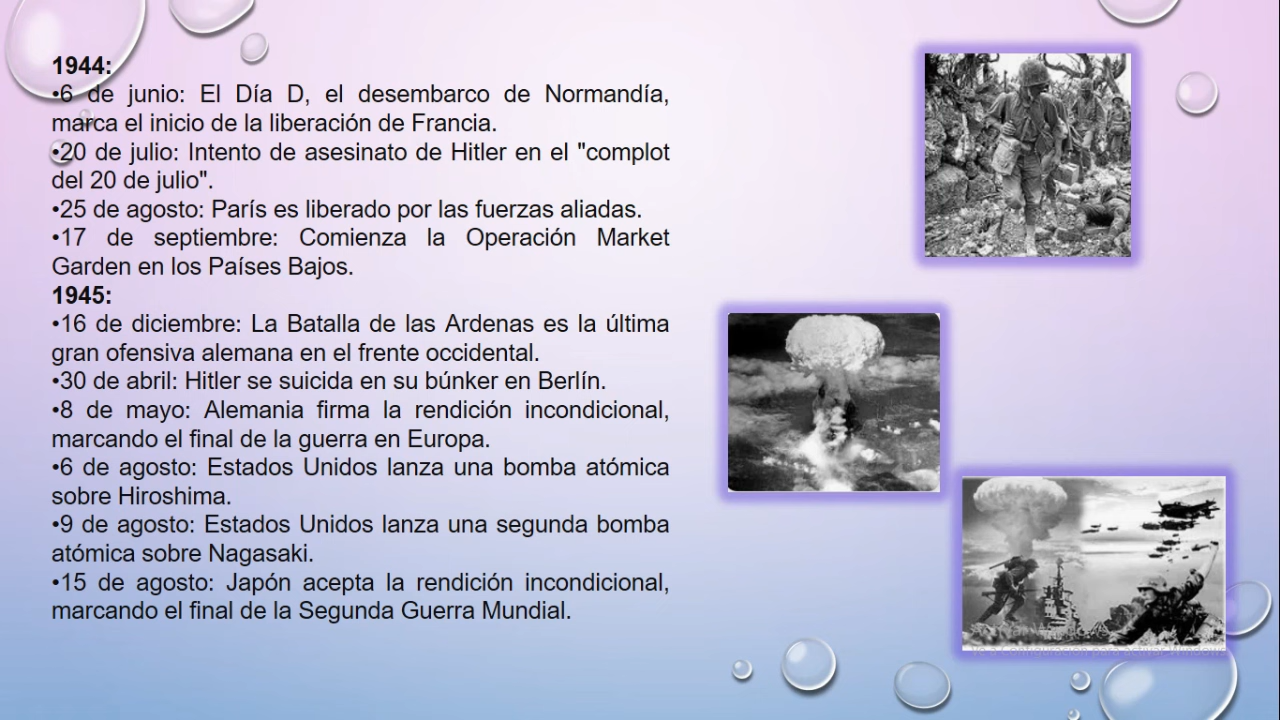 1944:
•6 de junio: El Día D, el desembarco de Normandía,
marca el inicio de la liberación de Francia.
•20 de julio: Intento de asesinato de Hitler en el "complot
del 20 de julio".
•25 de agosto: París es liberado por las fuerzas aliadas.
•17 de septiembre: Comienza la Operación Market
Garden en los Países Bajos.
1945:
•16 de diciembre: La Batalla de las Ardenas es la última
gran ofensiva alemana en el frente occidental.
•30 de abril: Hitler se suicida en su búnker en Berlín.
•8 de mayo: Alemania firma la rendición incondicional,
marcando el final de la guerra en Europa.
•6 de agosto: Estados Unidos lanza una bomba atómica
sobre Hiroshima.
•9 de agosto: Estados Unidos lanza una segunda bomba
atómica sobre Nagasaki.
•15 de agosto: Japón acepta la rendición incondicional,
marcando el final de la Segunda Guerra Mundial.
Configuración para activar Windows